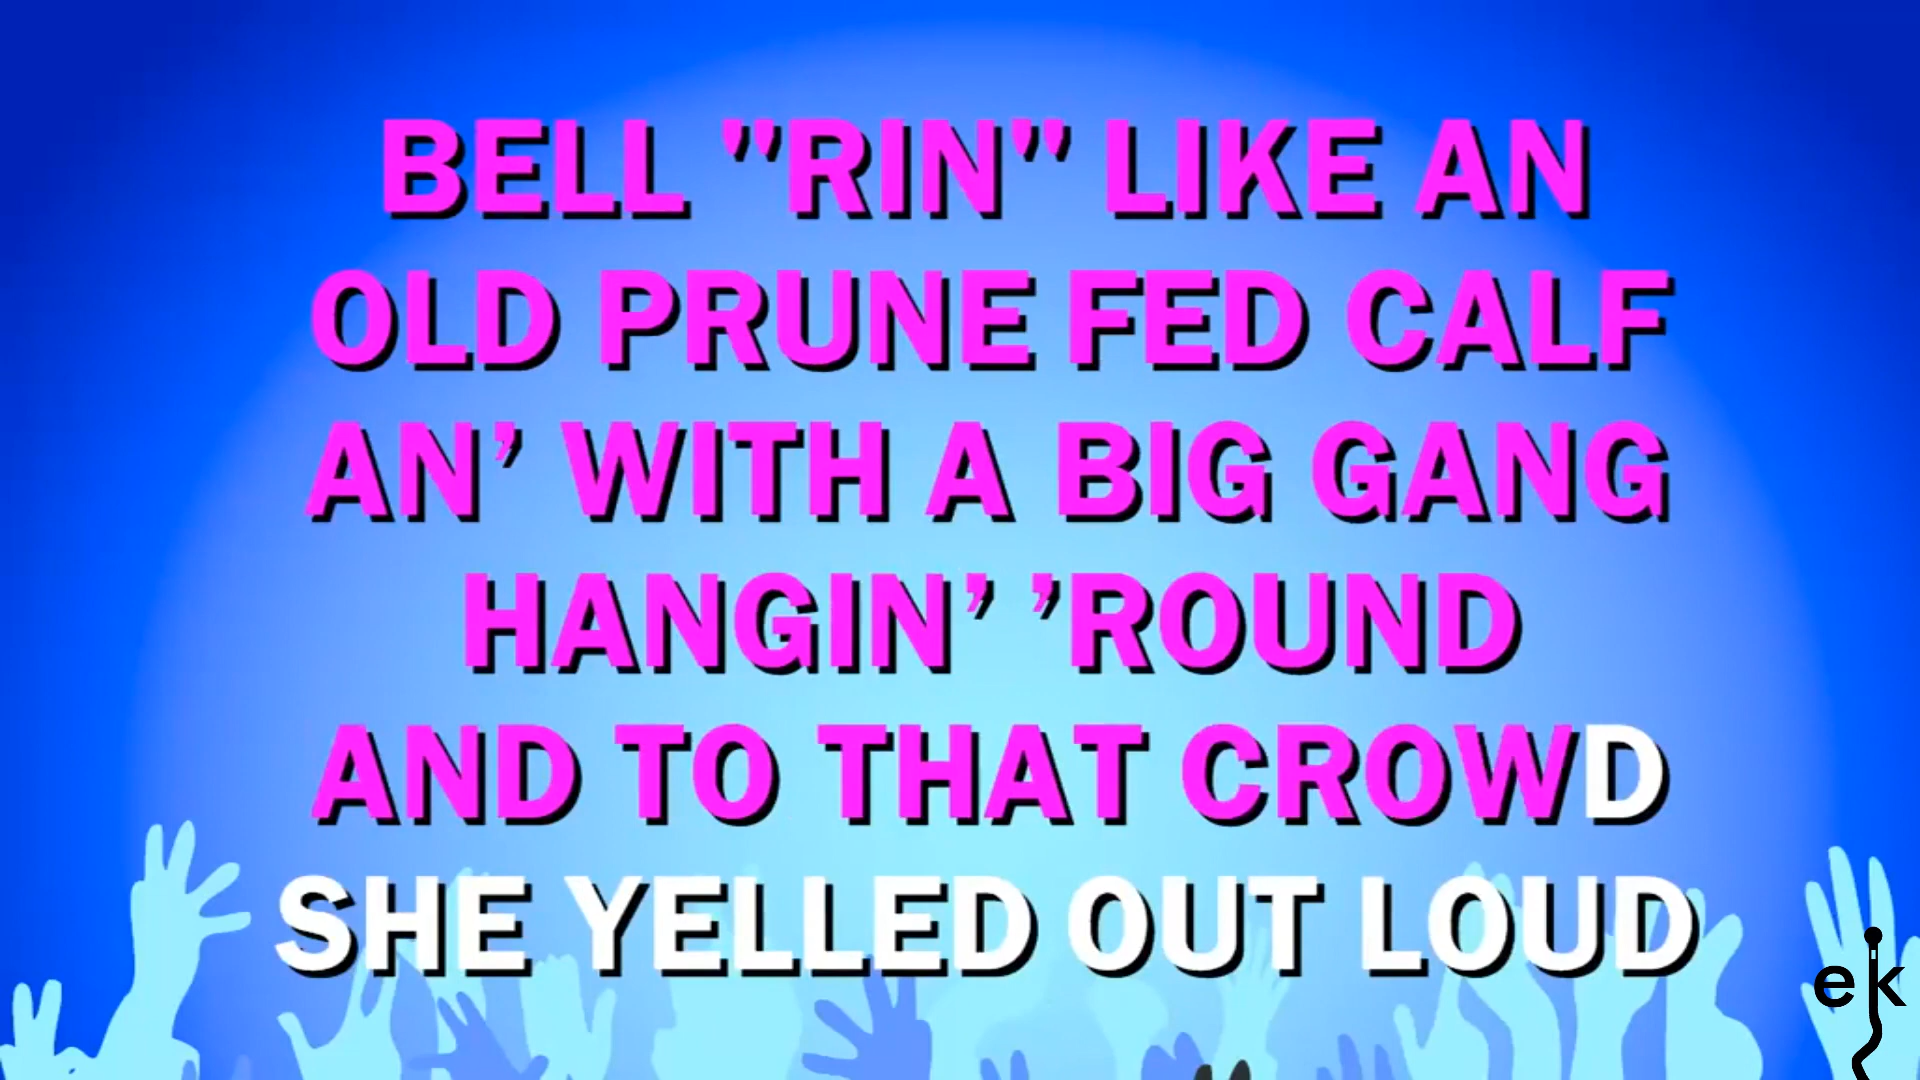 BELL "RIN" LIKE AN
OLD PRUNE FED CALF
AN’ WITH A BIG GANG
HANGIN’ ’ROUND
AND TO THAT CROWD
SHE YELLED OUT LOUD
ek